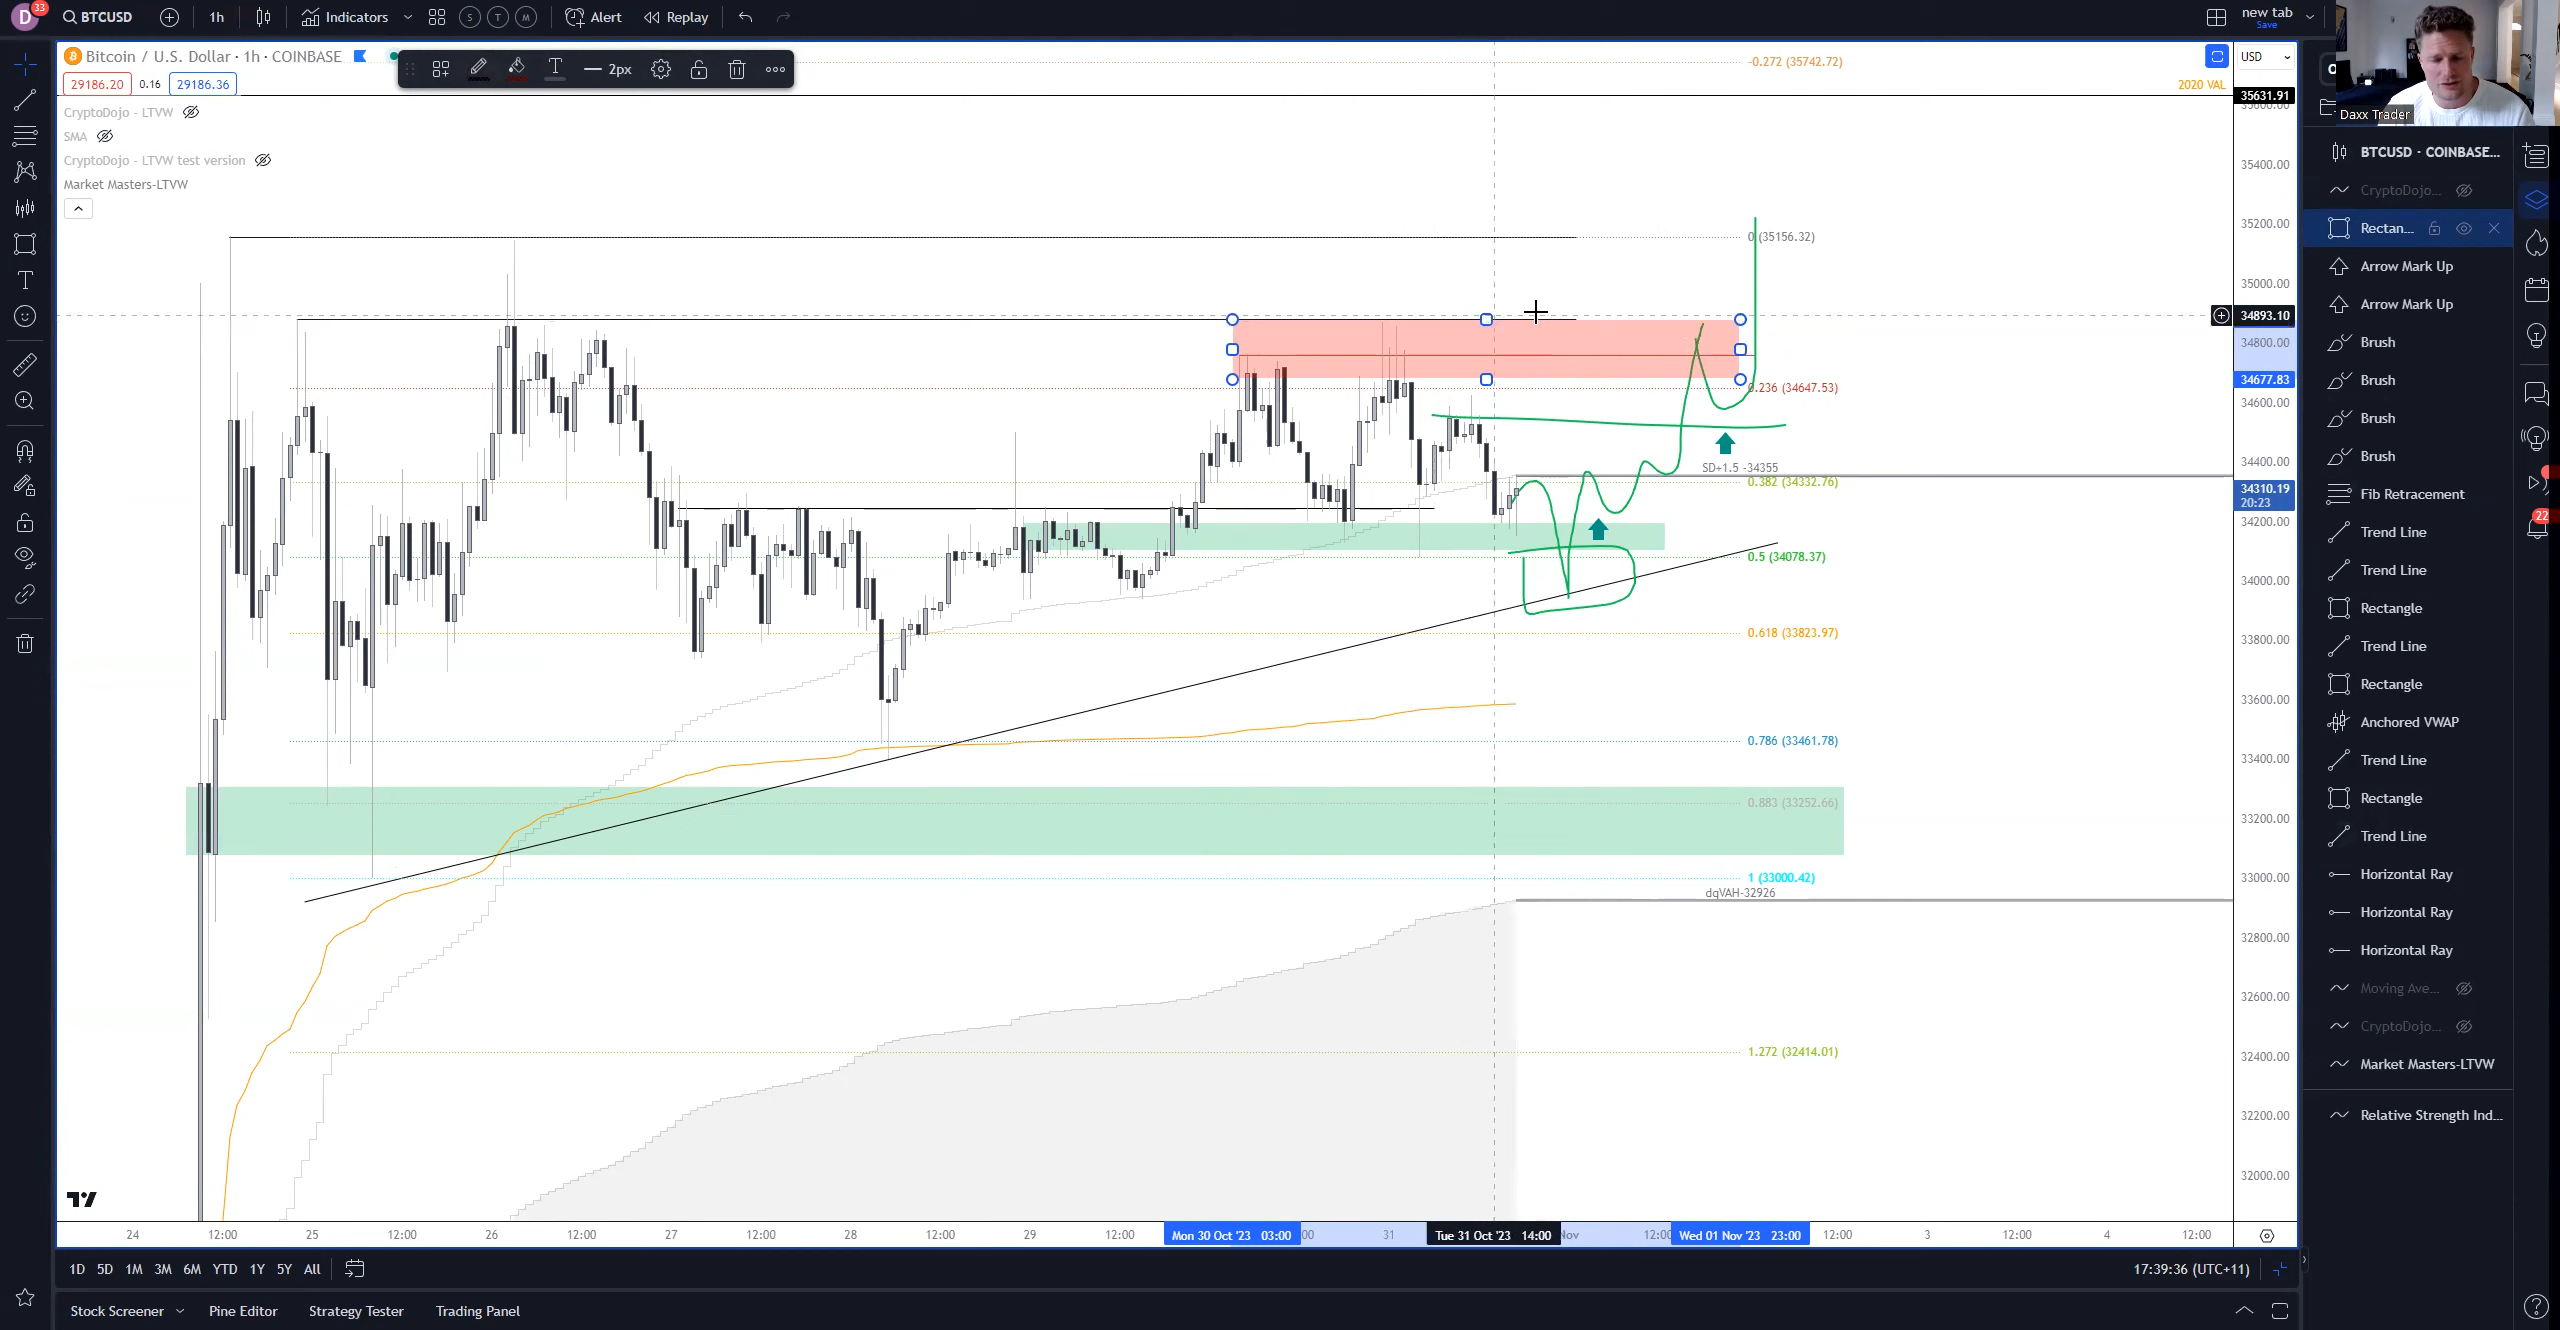 D
33
BTCUSD
1h
Indicators
S
T
M
Alert
Replay
new tab
Save
Bitcoin / U.S. Dollar · 1h · COINBASE
29186.20
0.16
29186.36
CryptoDojo - LTVW
SMA
CryptoDojo - LTVW test version
Market Masters-LTVW
T
2px
USD
-0.272 (35742.72)
2020 VAL
35631.91
35400.00
35200.00
0 (35156.32)
35000.00
34893.10
34800.00
34677.83
0.236 (34647.53)
34600.00
SD+1.5 -34355
34400.00
0.382 (34332.76)
34310.19
20:23
34200.00
0.5 (34078.37)
34000.00
0.618 (33823.97)
33800.00
33600.00
0.786 (33461.78)
33400.00
0.883 (33252.66)
33200.00
1 (33000.42)
33000.00
dqVAH-32926
32800.00
32600.00
32400.00
1.272 (32414.01)
32200.00
32000.00
24
12:00
25
12:00
26
12:00
27
12:00
28
12:00
29
12:00
Mon 30 Oct '23 03:00
:00
31
Tue 31 Oct '23 14:00
Nov
12:00
Wed 01 Nov '23 23:00
12:00
3
12:00
4
12:00
1D
5D
1M
3M
6M
YTD
1Y
5Y
All
17:39:36 (UTC+11)
Stock Screener
Pine Editor
Strategy Tester
Trading Panel
Daxx Trader
BTCUSD · COINBASE...
CryptoDojo...
Rectan...
Arrow Mark Up
Arrow Mark Up
Brush
Brush
Brush
Brush
Fib Retracement
Trend Line
Trend Line
Rectangle
Trend Line
Rectangle
Anchored VWAP
Trend Line
Rectangle
Trend Line
Horizontal Ray
Horizontal Ray
Horizontal Ray
Moving Ave...
CryptoDojo...
Market Masters-LTVW
Relative Strength Ind...
22